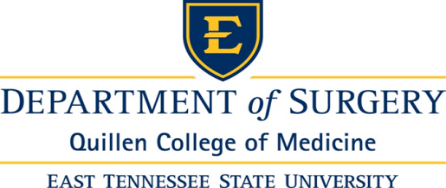 E
DEPARTMENT of SURGERY
Quillen College of Medicine
EAST TENNESSEE STATE UNIVERSITY